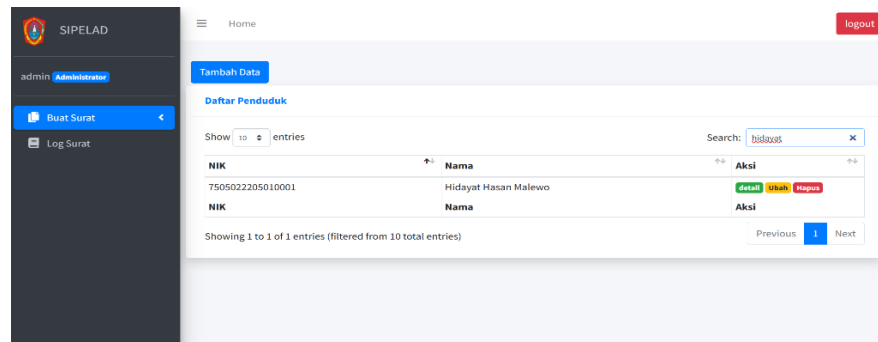 SIPELAD
Home
logout
admin Administrator
Buat Surat
Log Surat
Tambah Data
Daftar Penduduk
Show 10 entries
Search: hidayat
NIK Nama Aksi
7505022205010001 Hidayat Hasan Malewo detail Ubah Hapus
NIK Nama Aksi
Showing 1 to 1 of 1 entries (filtered from 10 total entries)
Previous 1 Next